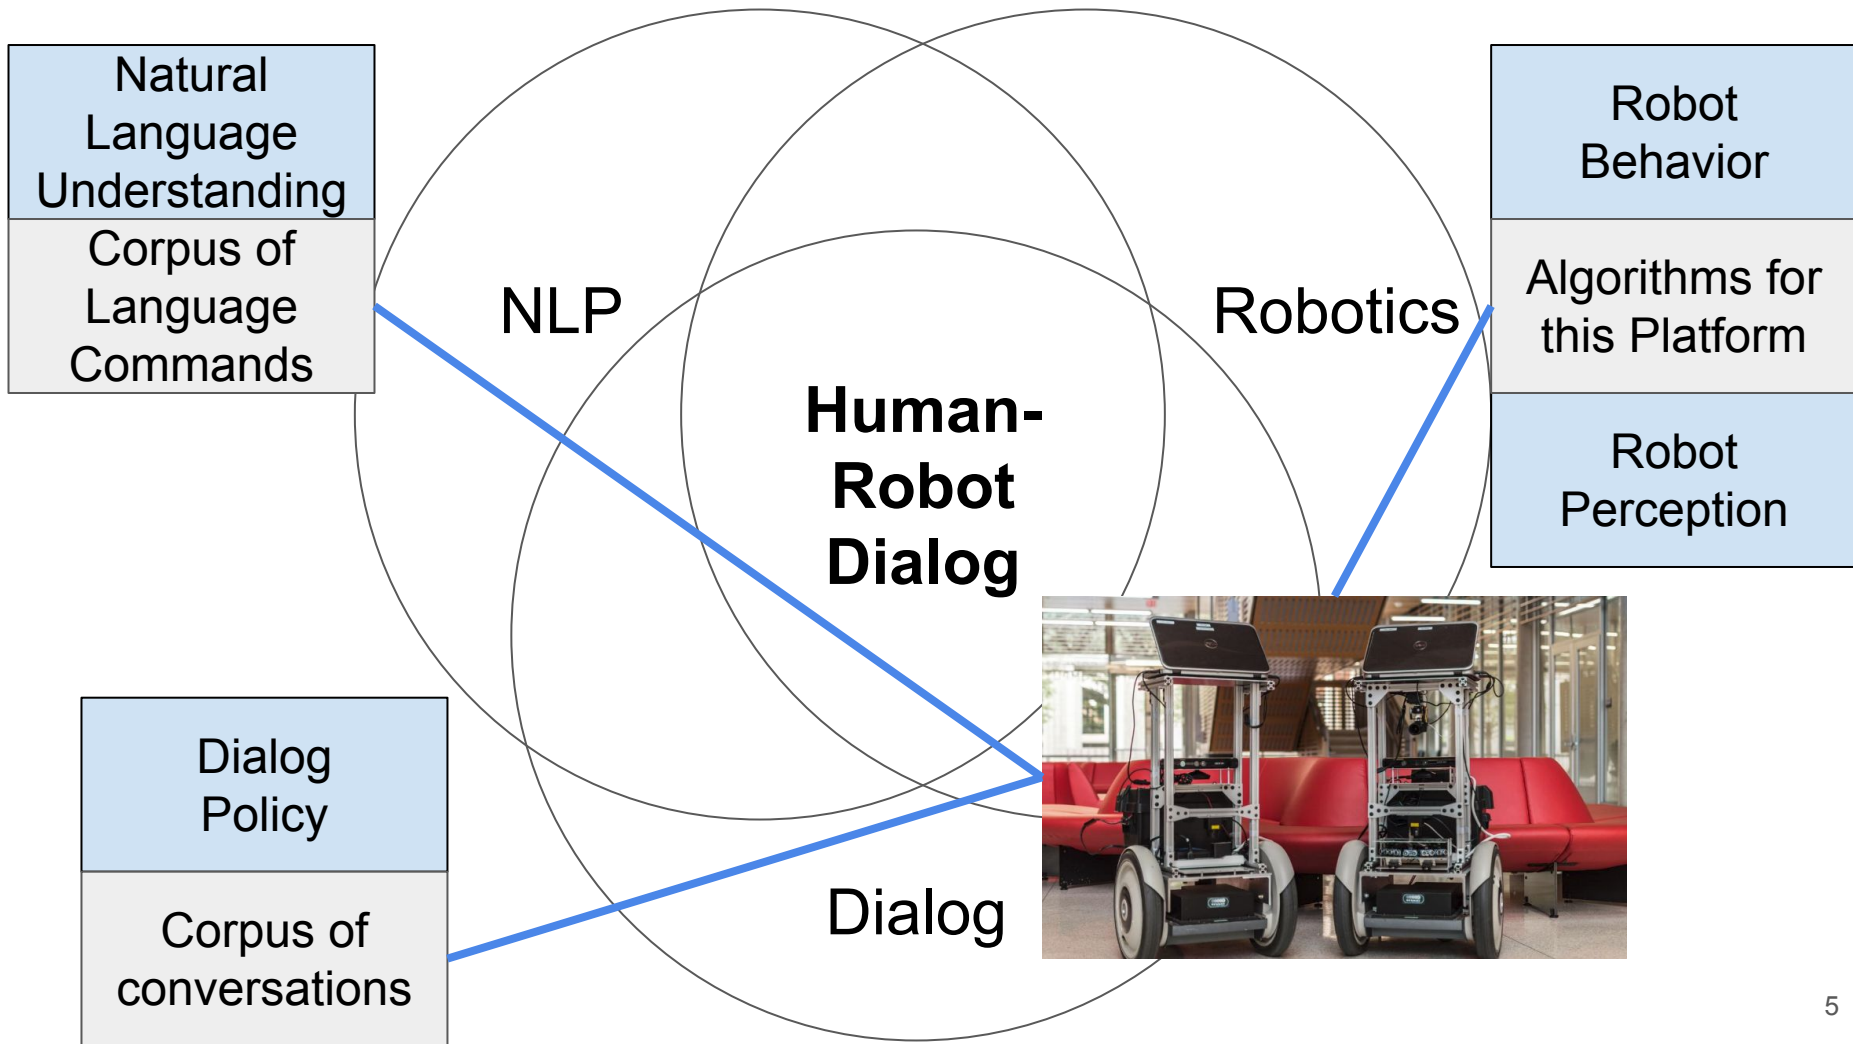 Natural
Language
Understanding
Corpus of
Language
Commands
NLP
Robotics
Robot
Behavior
Algorithms for
this Platform
Robot
Perception
Human-
Robot
Dialog
Dialog
Policy
Corpus of
conversations
Dialog
5